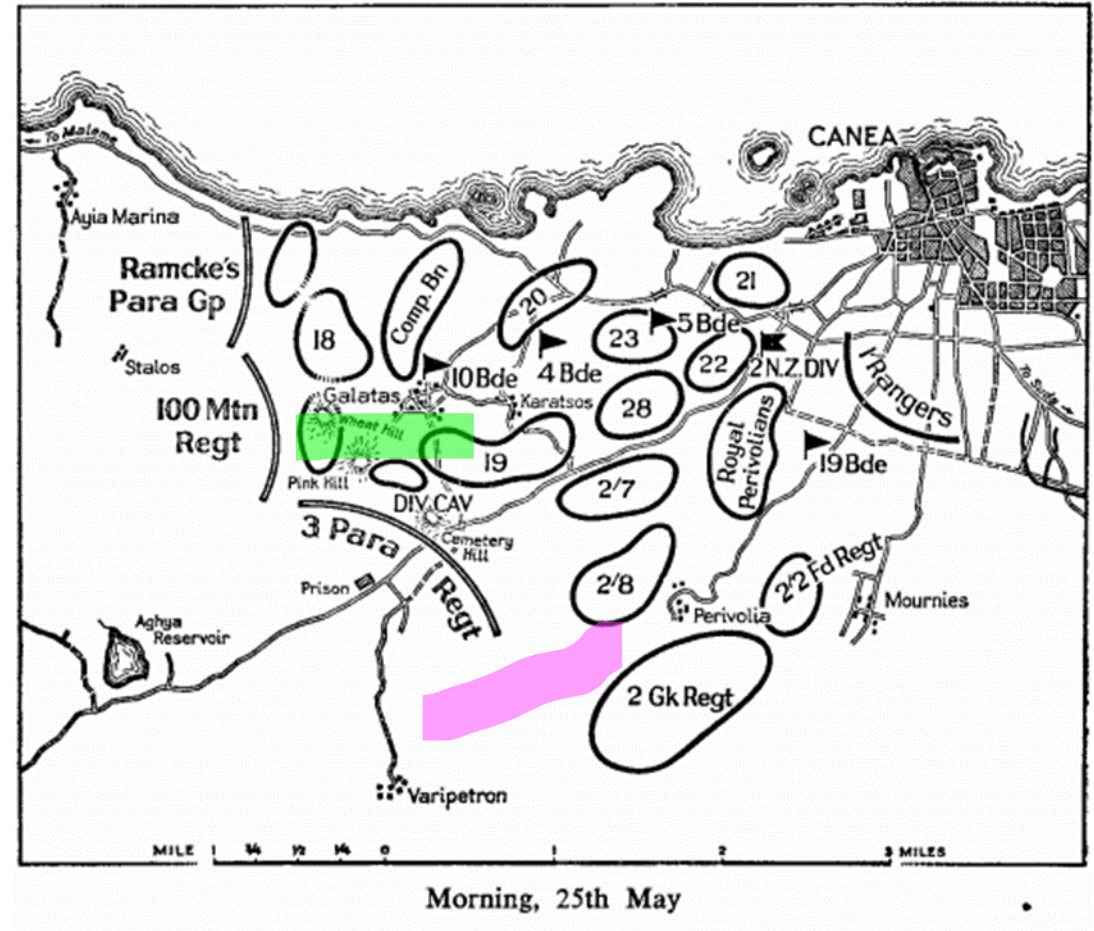 CANEA
To Maleme
Ayia Marina
Ramcke's
Para Gp
Comp. Bn
20
21
18
23
5 Bde
22
2 N.Z. DIV
Stalos
10 Bde
4 Bde
1' Rangers
To Suda
100 Mtn
Regt
Galatas
Karatsos
28
Wheat Hill
19
Royal
Perivolians
19 Bde
Pink Hill
2/7
DIV. CAV
3 Para
Regt
Cemetery
Hill
2/8
2/2 Fd Regt
Prison
Perivolia
Mournies
Aghya
Reservoir
2 Gk Regt
Varipetron
MILE 1 3/4 1/2 1/4 0 1 2 3 MILES
Morning, 25th May